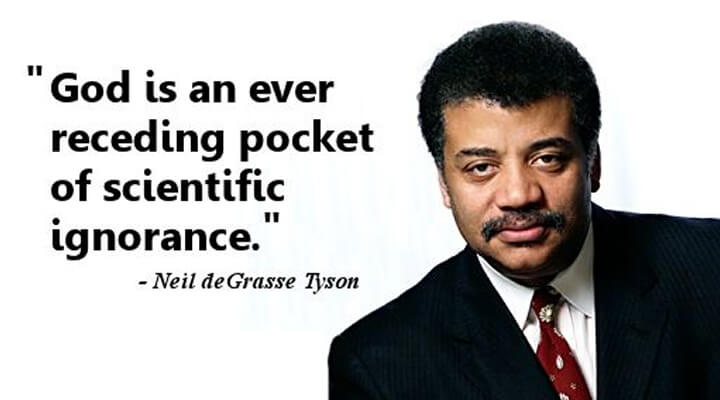 "God is an ever
receding pocket
of scientific
ignorance."
- Neil deGrasse Tyson